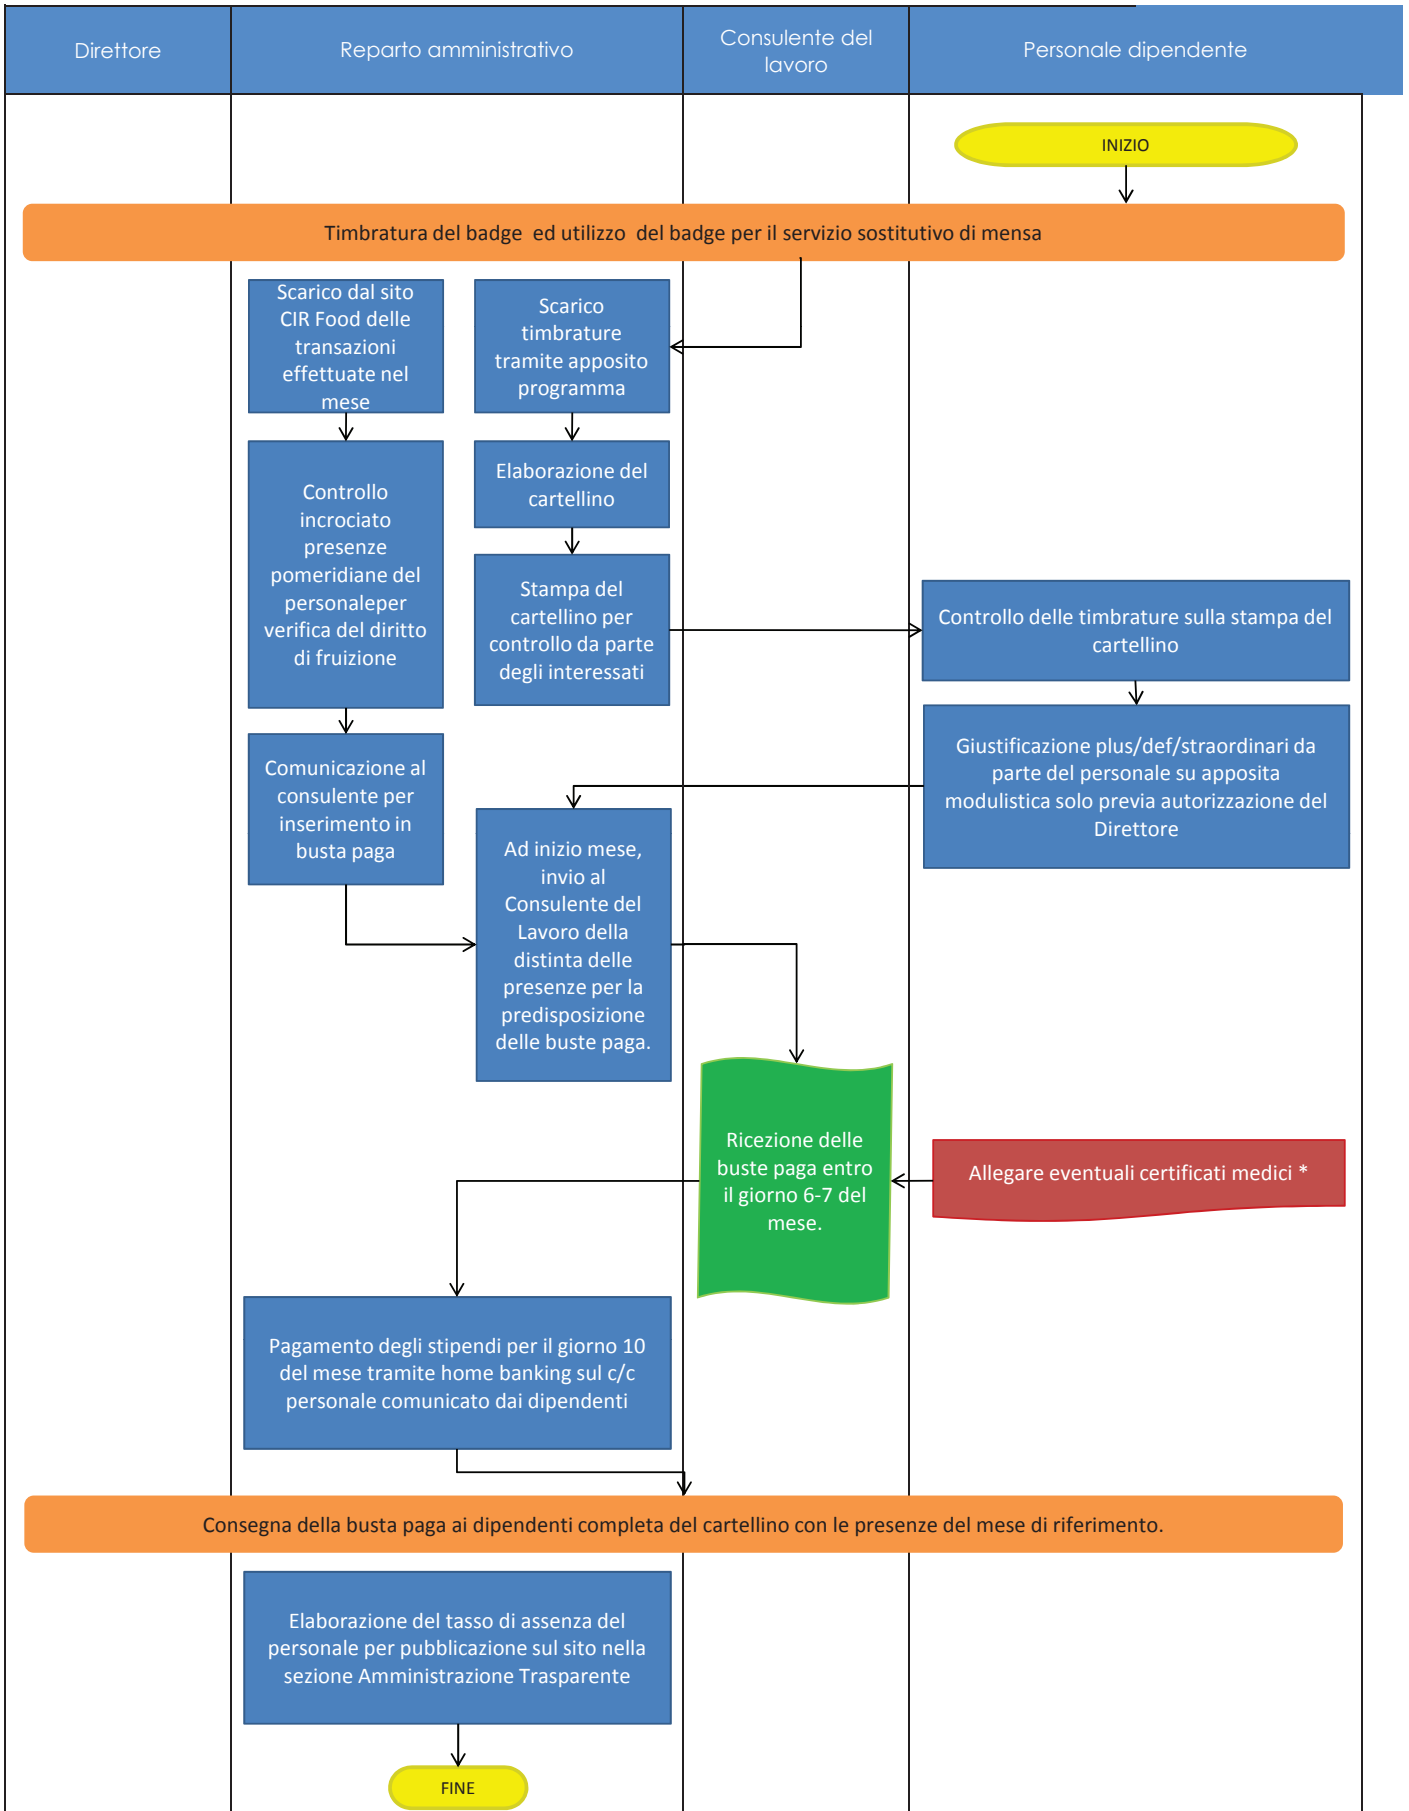 Direttore
Reparto amministrativo
Consulente del
lavoro
Personale dipendente
INIZIO
Timbratura del badge  ed utilizzo  del badge per il servizio sostitutivo di mensa
Scarico dal sito
CIR Food delle
transazioni
effettuate nel
mese
Scarico
timbrature
tramite apposito
programma
Controllo
incrociato
presenze
pomeridiane del
personaleper
verifica del diritto
di fruizione
Elaborazione del
cartellino
Stampa del
cartellino per
controllo da parte
degli interessati
Controllo delle timbrature sulla stampa del
cartellino
Giustificazione plus/def/straordinari da
parte del personale su apposita
modulistica solo previa autorizzazione del
Direttore
Comunicazione al
consulente per
inserimento in
busta paga
Ad inizio mese,
invio al
Consulente del
Lavoro della
distinta delle
presenze per la
predisposizione
delle buste paga.
Ricezione delle
buste paga entro
il giorno 6-7 del
mese.
Allegare eventuali certificati medici *
Pagamento degli stipendi per il giorno 10
del mese tramite home banking sul c/c
personale comunicato dai dipendenti
Consegna della busta paga ai dipendenti completa del cartellino con le presenze del mese di riferimento.
Elaborazione del tasso di assenza del
personale per pubblicazione sul sito nella
sezione Amministrazione Trasparente
FINE